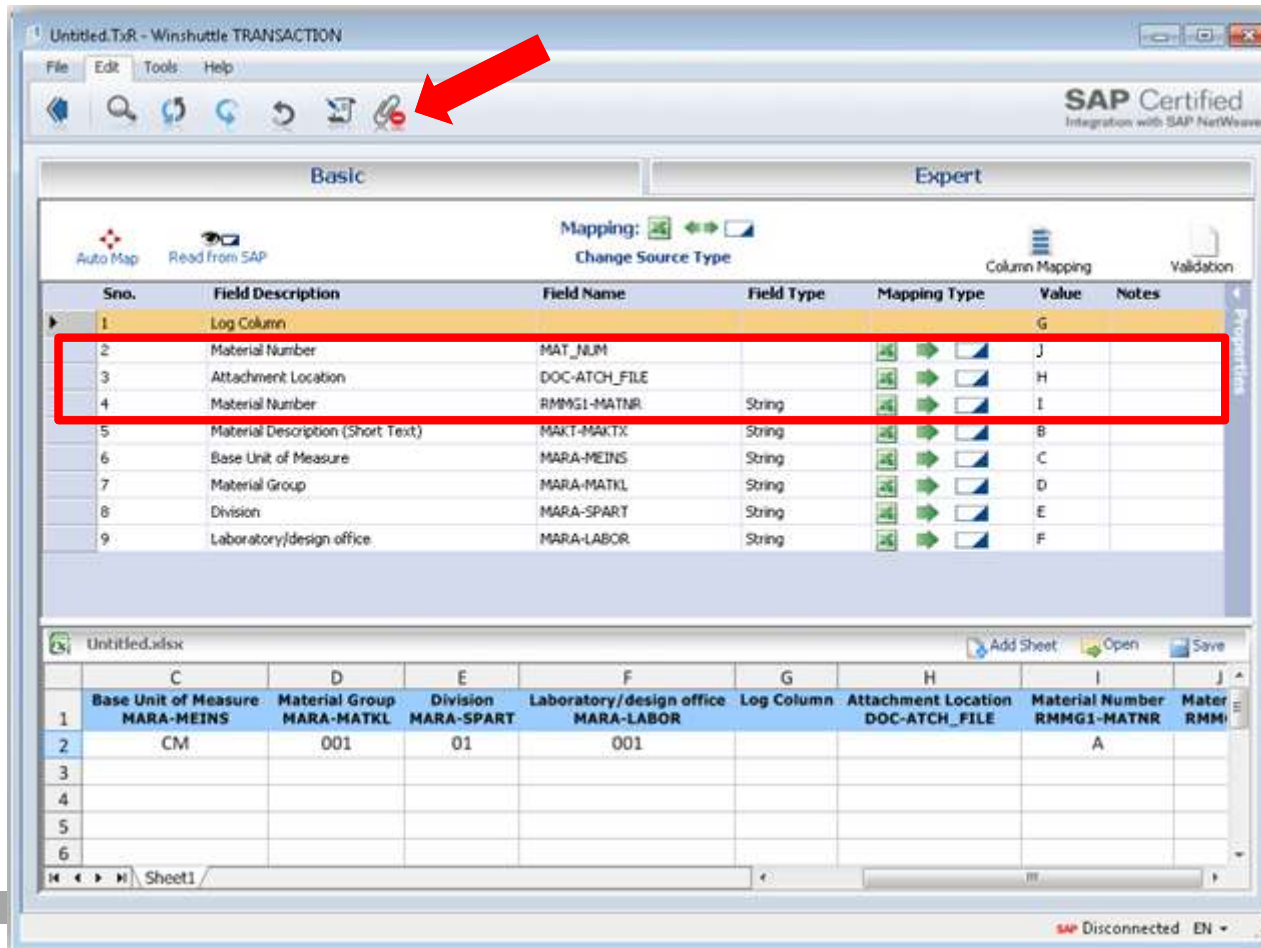 Untitled.TxR - Winshuttle TRANSACTION
File Edit Tools Help
SAP Certified
Integration with SAP NetWeave
Basic Expert
Mapping:
Auto Map Read from SAP Change Source Type Column Mapping Validation
Sno. Field Description Field Name Field Type Mapping Type Value Notes
1 Log Column G
2 Material Number MAT_NUM J
3 Attachment Location DOC-ATCH_FILE H
4 Material Number RMMG1-MATNR String I
5 Material Description (Short Text) MAKT-MAKTX String B
6 Base Unit of Measure MARA-MEINS String C
7 Material Group MARA-MATKL String D
8 Division MARA-SPART String E
9 Laboratory/design office MARA-LABOR String F
Properties
Untitled.xlsx Add Sheet Open Save
C D E F G H I J
Base Unit of Measure Material Group Division Laboratory/design office Log Column Attachment Location Material Number Mater
1 MARA-MEINS MARA-MATKL MARA-SPART MARA-LABOR DOC-ATCH_FILE RMMG1-MATNR RMM
2 CM 001 01 001 A
3
4
5
6
Sheet1
SAP Disconnected EN